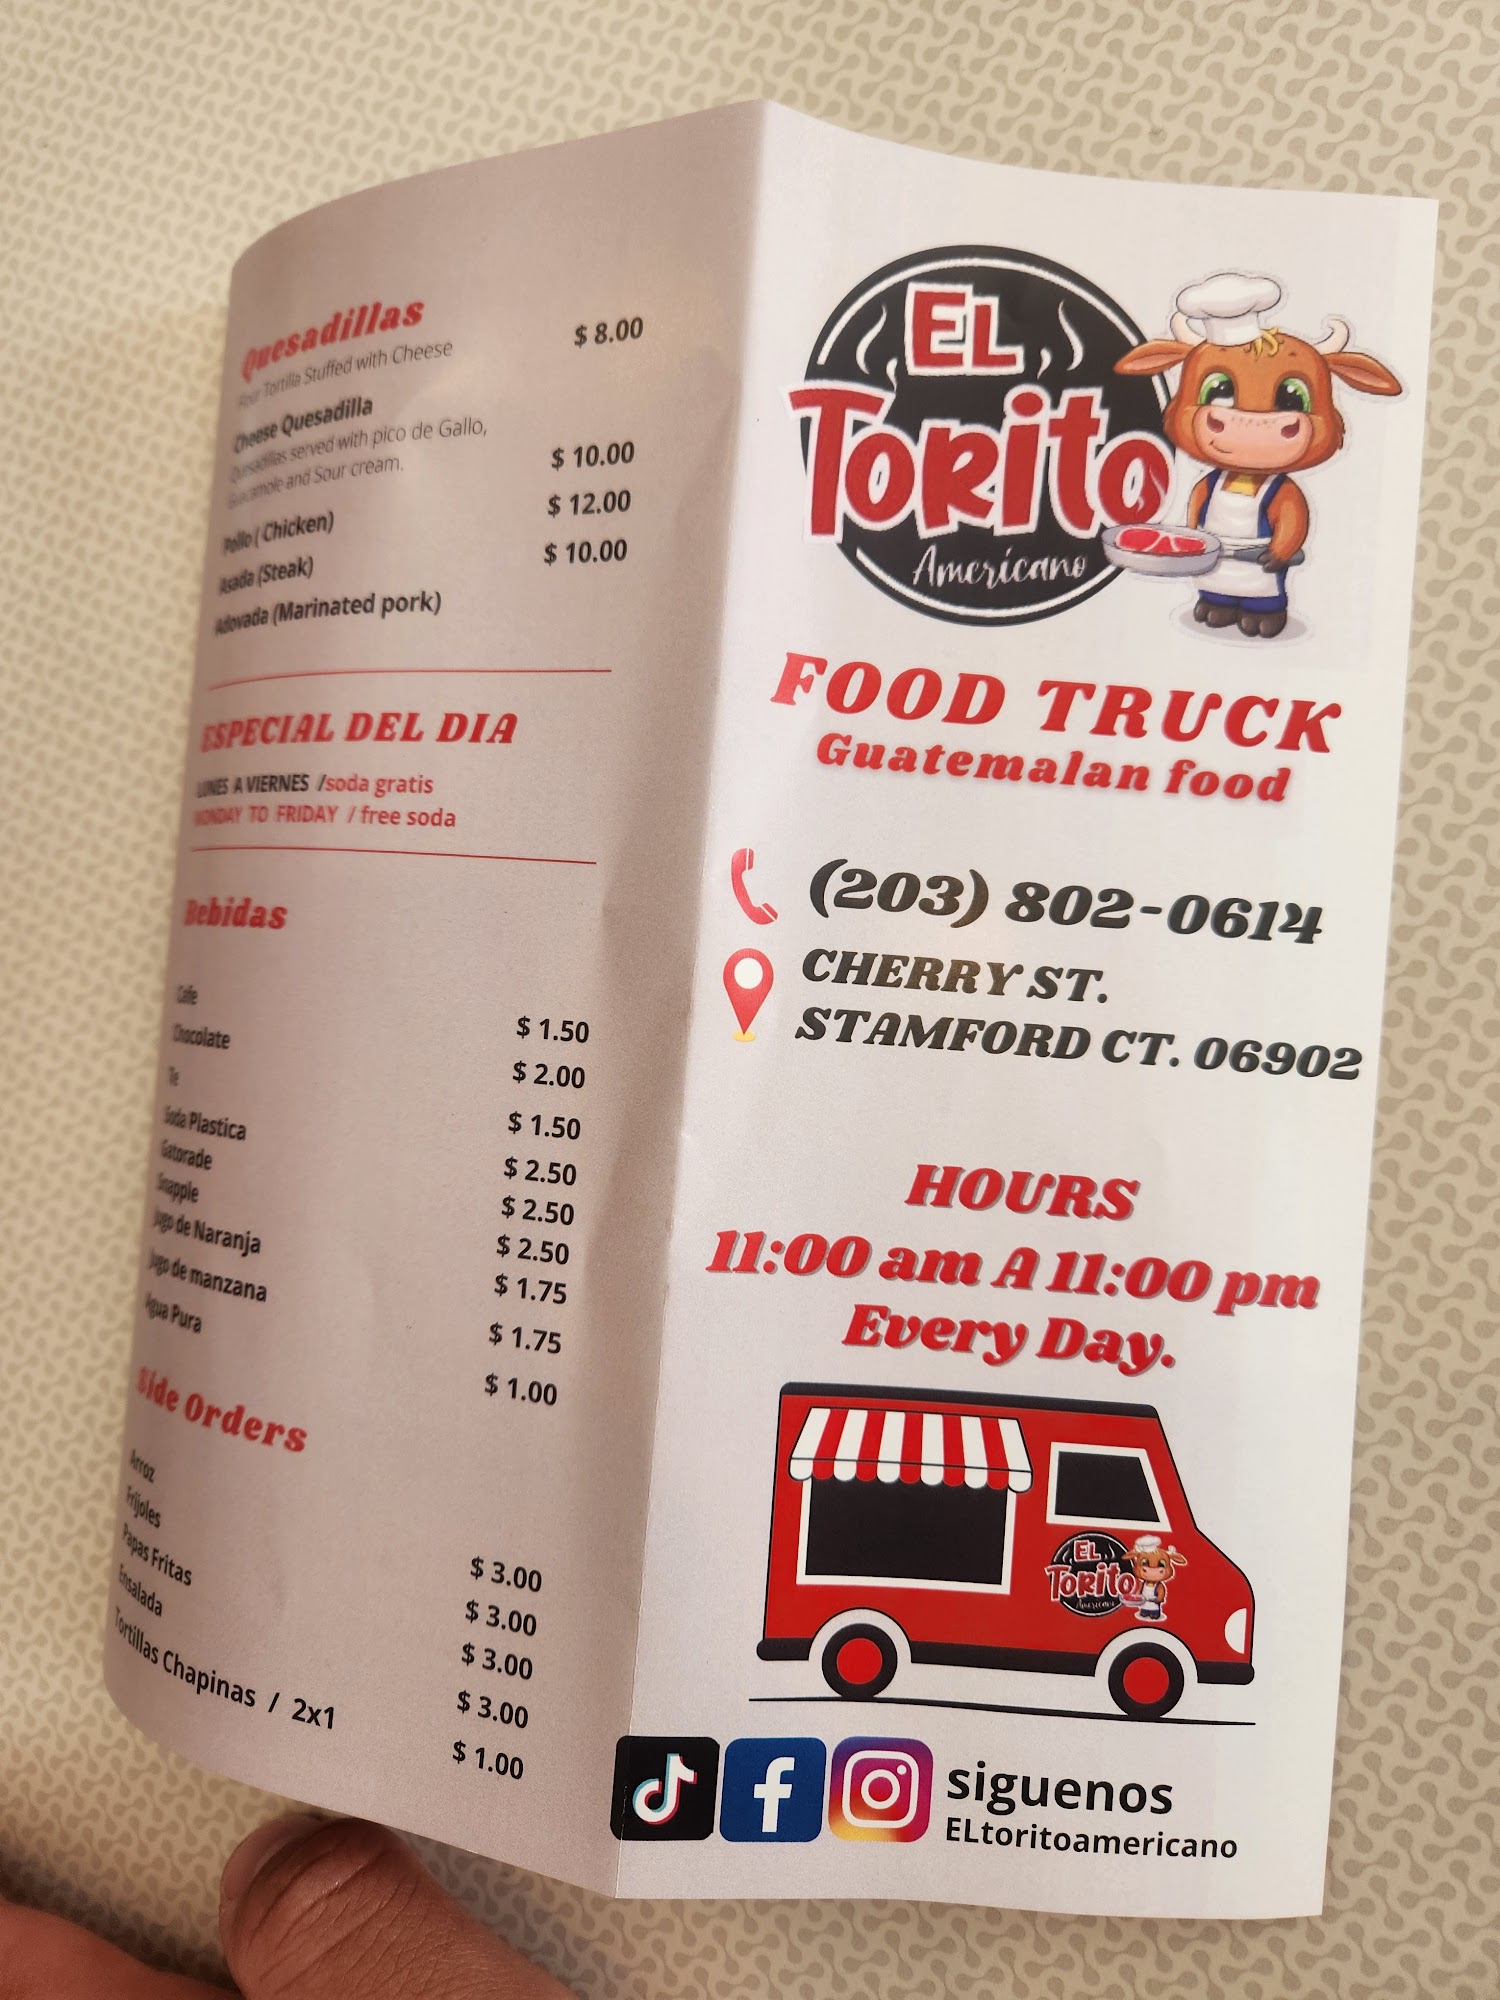 Quesadillas
Flour Tortilla Stuffed with Cheese
Cheese Quesadilla $ 8.00
Quesadillas served with pico de Gallo,
Guacamole and Sour cream.
Pollo ( Chicken) $ 10.00
Asada (Steak) $ 12.00
Adovada (Marinated pork) $ 10.00
ESPECIAL DEL DIA
LUNES A VIERNES /soda gratis
MONDAY TO FRIDAY / free soda
Bebidas
Cafe $ 1.50
Chocolate $ 2.00
Te $ 1.50
Soda Plastica $ 2.50
Gatorade $ 2.50
Snapple $ 2.50
Jugo de Naranja $ 1.75
Jugo de manzana $ 1.75
Agua Pura $ 1.00
Side Orders
Arroz $ 3.00
Frijoles $ 3.00
Papas Fritas $ 3.00
Ensalada $ 3.00
Tortillas Chapinas / 2x1 $ 1.00
EL
TORITO
Americano
FOOD TRUCK
Guatemalan food
(203) 802-0614
CHERRY ST.
STAMFORD CT. 06902
HOURS
11:00 am A 11:00 pm
Every Day.
EL
TORITO
Americano
siguenos
ELtoritoamericano